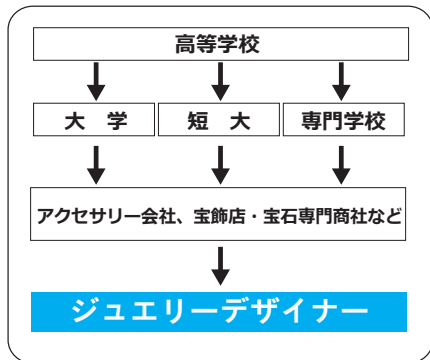 高等学校
大　学
短　大
専門学校
アクセサリー会社、宝飾店・宝石専門商社など
ジュエリーデザイナー